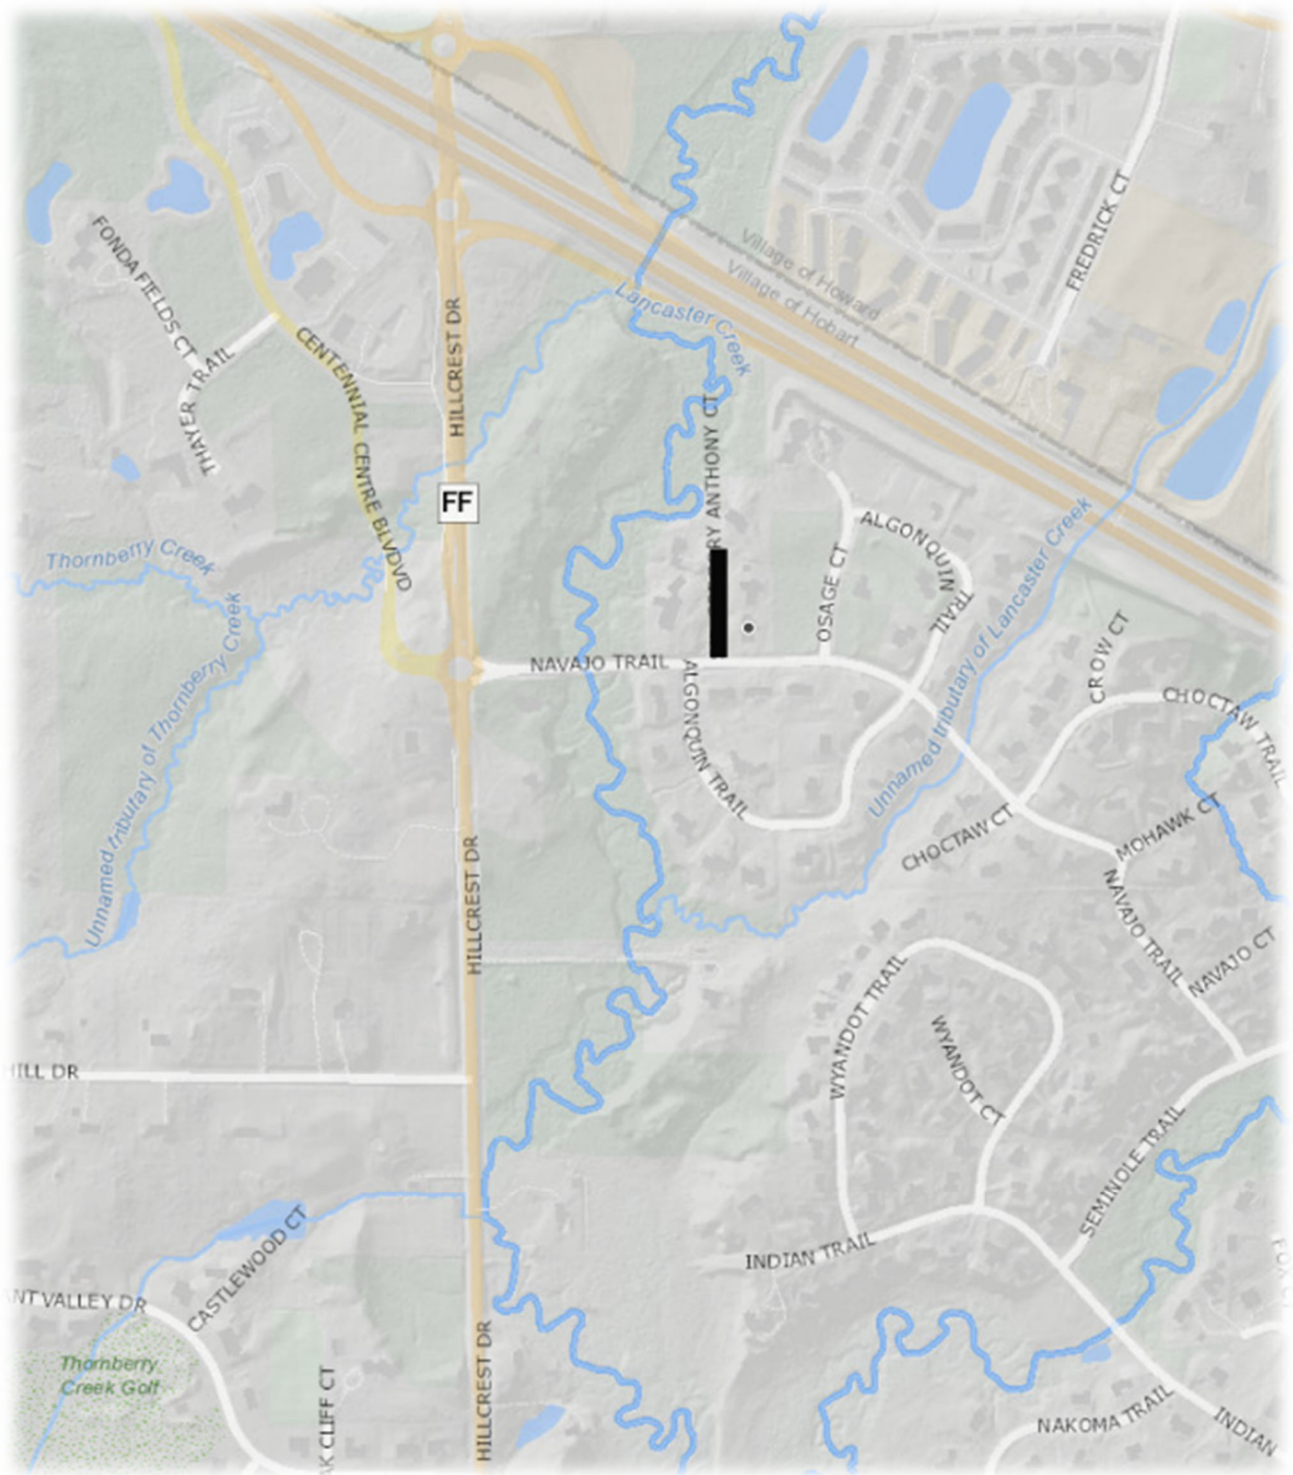 Village of Howard
Village of Hobart
FREDRICK CT
FONDA FIELDS CT
THAYER TRAIL
CENTENNIAL CENTRE BLVDVD
HILLCREST DR
Lancaster Creek
FF
RY ANTHONY CT
ALGONQUIN TRAIL
OSAGE CT
Thornberry Creek
Unnamed tributary of Thornberry Creek
NAVAJO TRAIL
ALGONQUIN TRAIL
Unnamed tributary of Lancaster Creek
CROW CT
CHOCTAW TRAIL
CHOCTAW CT
MOHAWK CT
NAVAJO TRAIL
NAVAJO CT
HILLCREST DR
WYANDOT TRAIL
WYANDOT CT
HILL DR
SEMINOLE TRAIL
INDIAN TRAIL
CASTLEWOOD CT
NT VALLEY DR
Thornberry
Creek Golf
HILLCREST DR
AK CLIFF CT
NAKOMA TRAIL
INDIAN